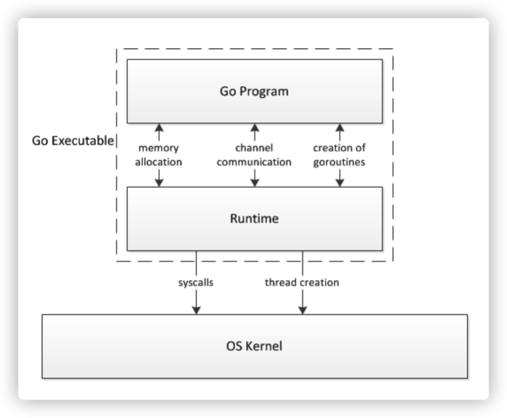 Go Program
Go Executable
memory
allocation
channel
communication
creation of
goroutines
Runtime
syscalls
thread creation
OS Kernel